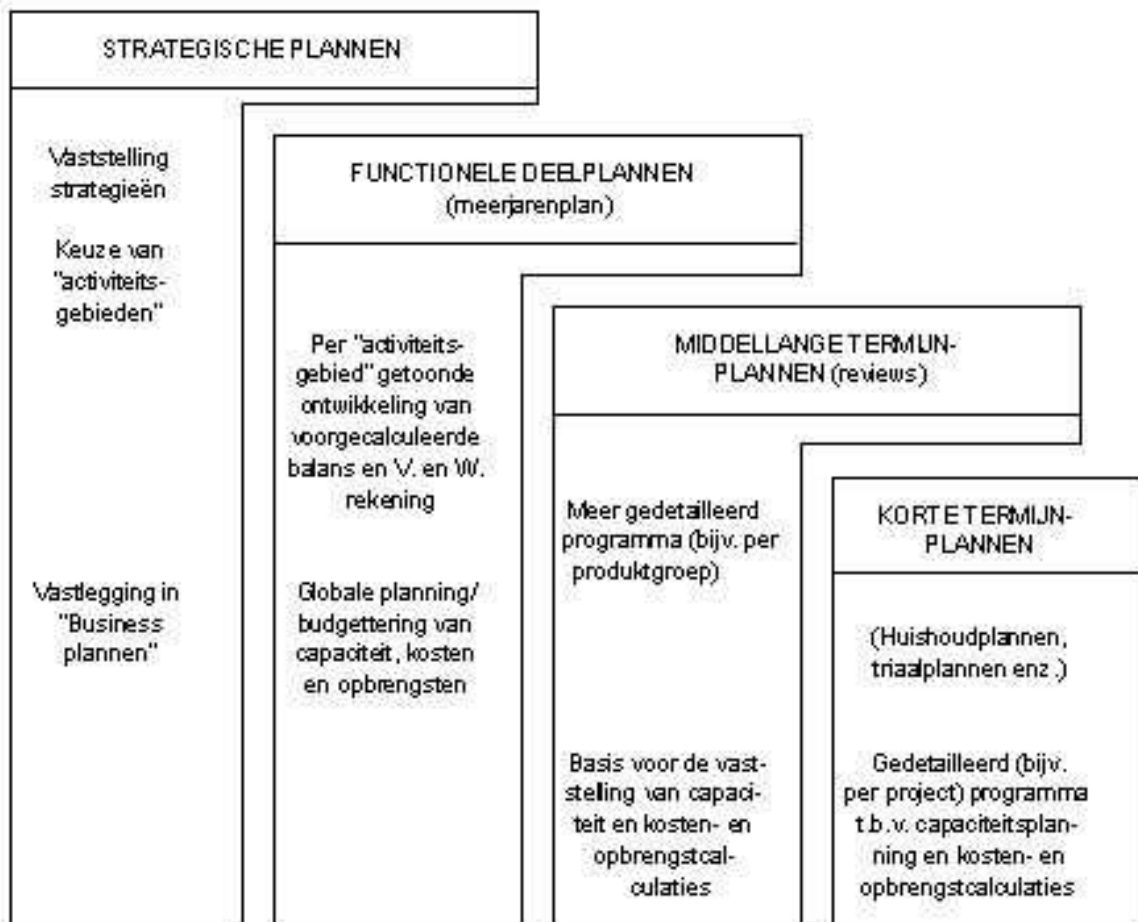 STRATEGISCHE PLANNEN
Vaststelling
strategieën
Keuze van
"activiteits-
gebieden"
Vastlegging in
"Business
plannen"
FUNCTIONELE DEELPLANNEN
(meerjarenplan)
Per "activiteits-
gebied" getoonde
ontwikkeling van
voorgecalculeerde
balans en V. en W.
rekening
Globale planning/
budgettering van
capaciteit, kosten
en opbrengsten
MIDDELLANGE TERMIJN-
PLANNEN (reviews)
Meer gedetailleerd
programma (bijv. per
produktgroep)
Basis voor de vast-
stelling van capaci-
teit en kosten- en
opbrengstcal-
culaties
KORTE TERMIJN-
PLANNEN
(Huishoudplannen,
triaalplannen enz.)
Gedetailleerd (bijv.
per project) programma
t.b.v. capaciteitsplan-
ning en kosten- en
opbrengstcalculaties